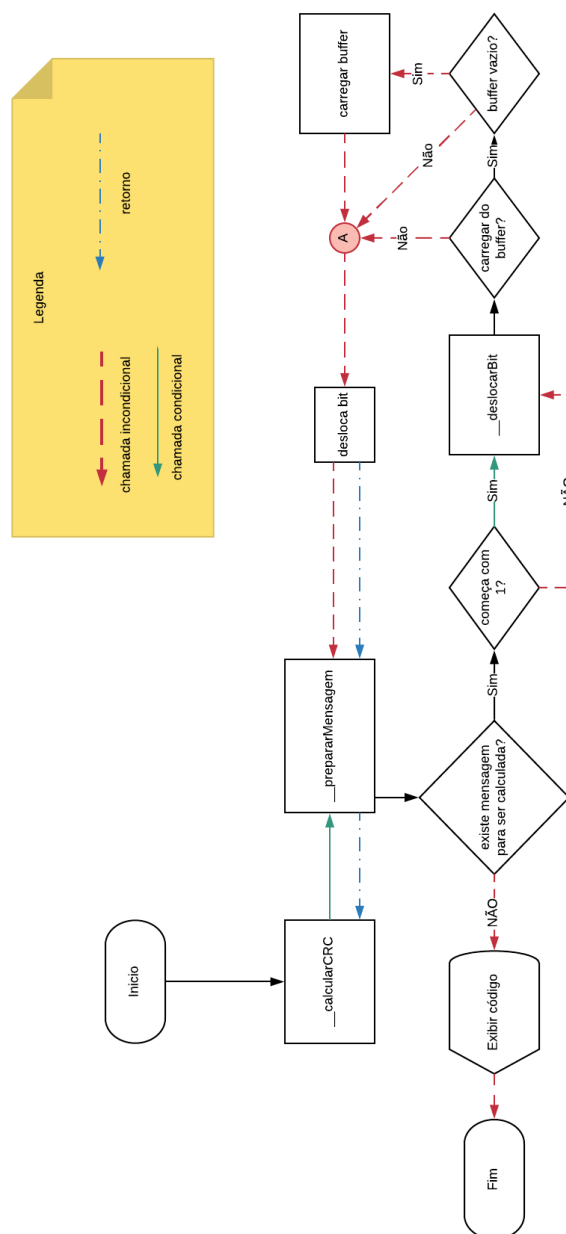 Legenda
retorno
chamada incondicional
chamada condicional
Inicio
__calcularCRC
__prepararMensagem
desloca bit
A
carregar buffer
Sim
Não
Não
buffer vazio?
Sim
carregar do
buffer?
__deslocarBit
Sim
começa com
1?
NÃO
Sim
existe mensagem
para ser calculada?
NÃO
Exibir código
Fim